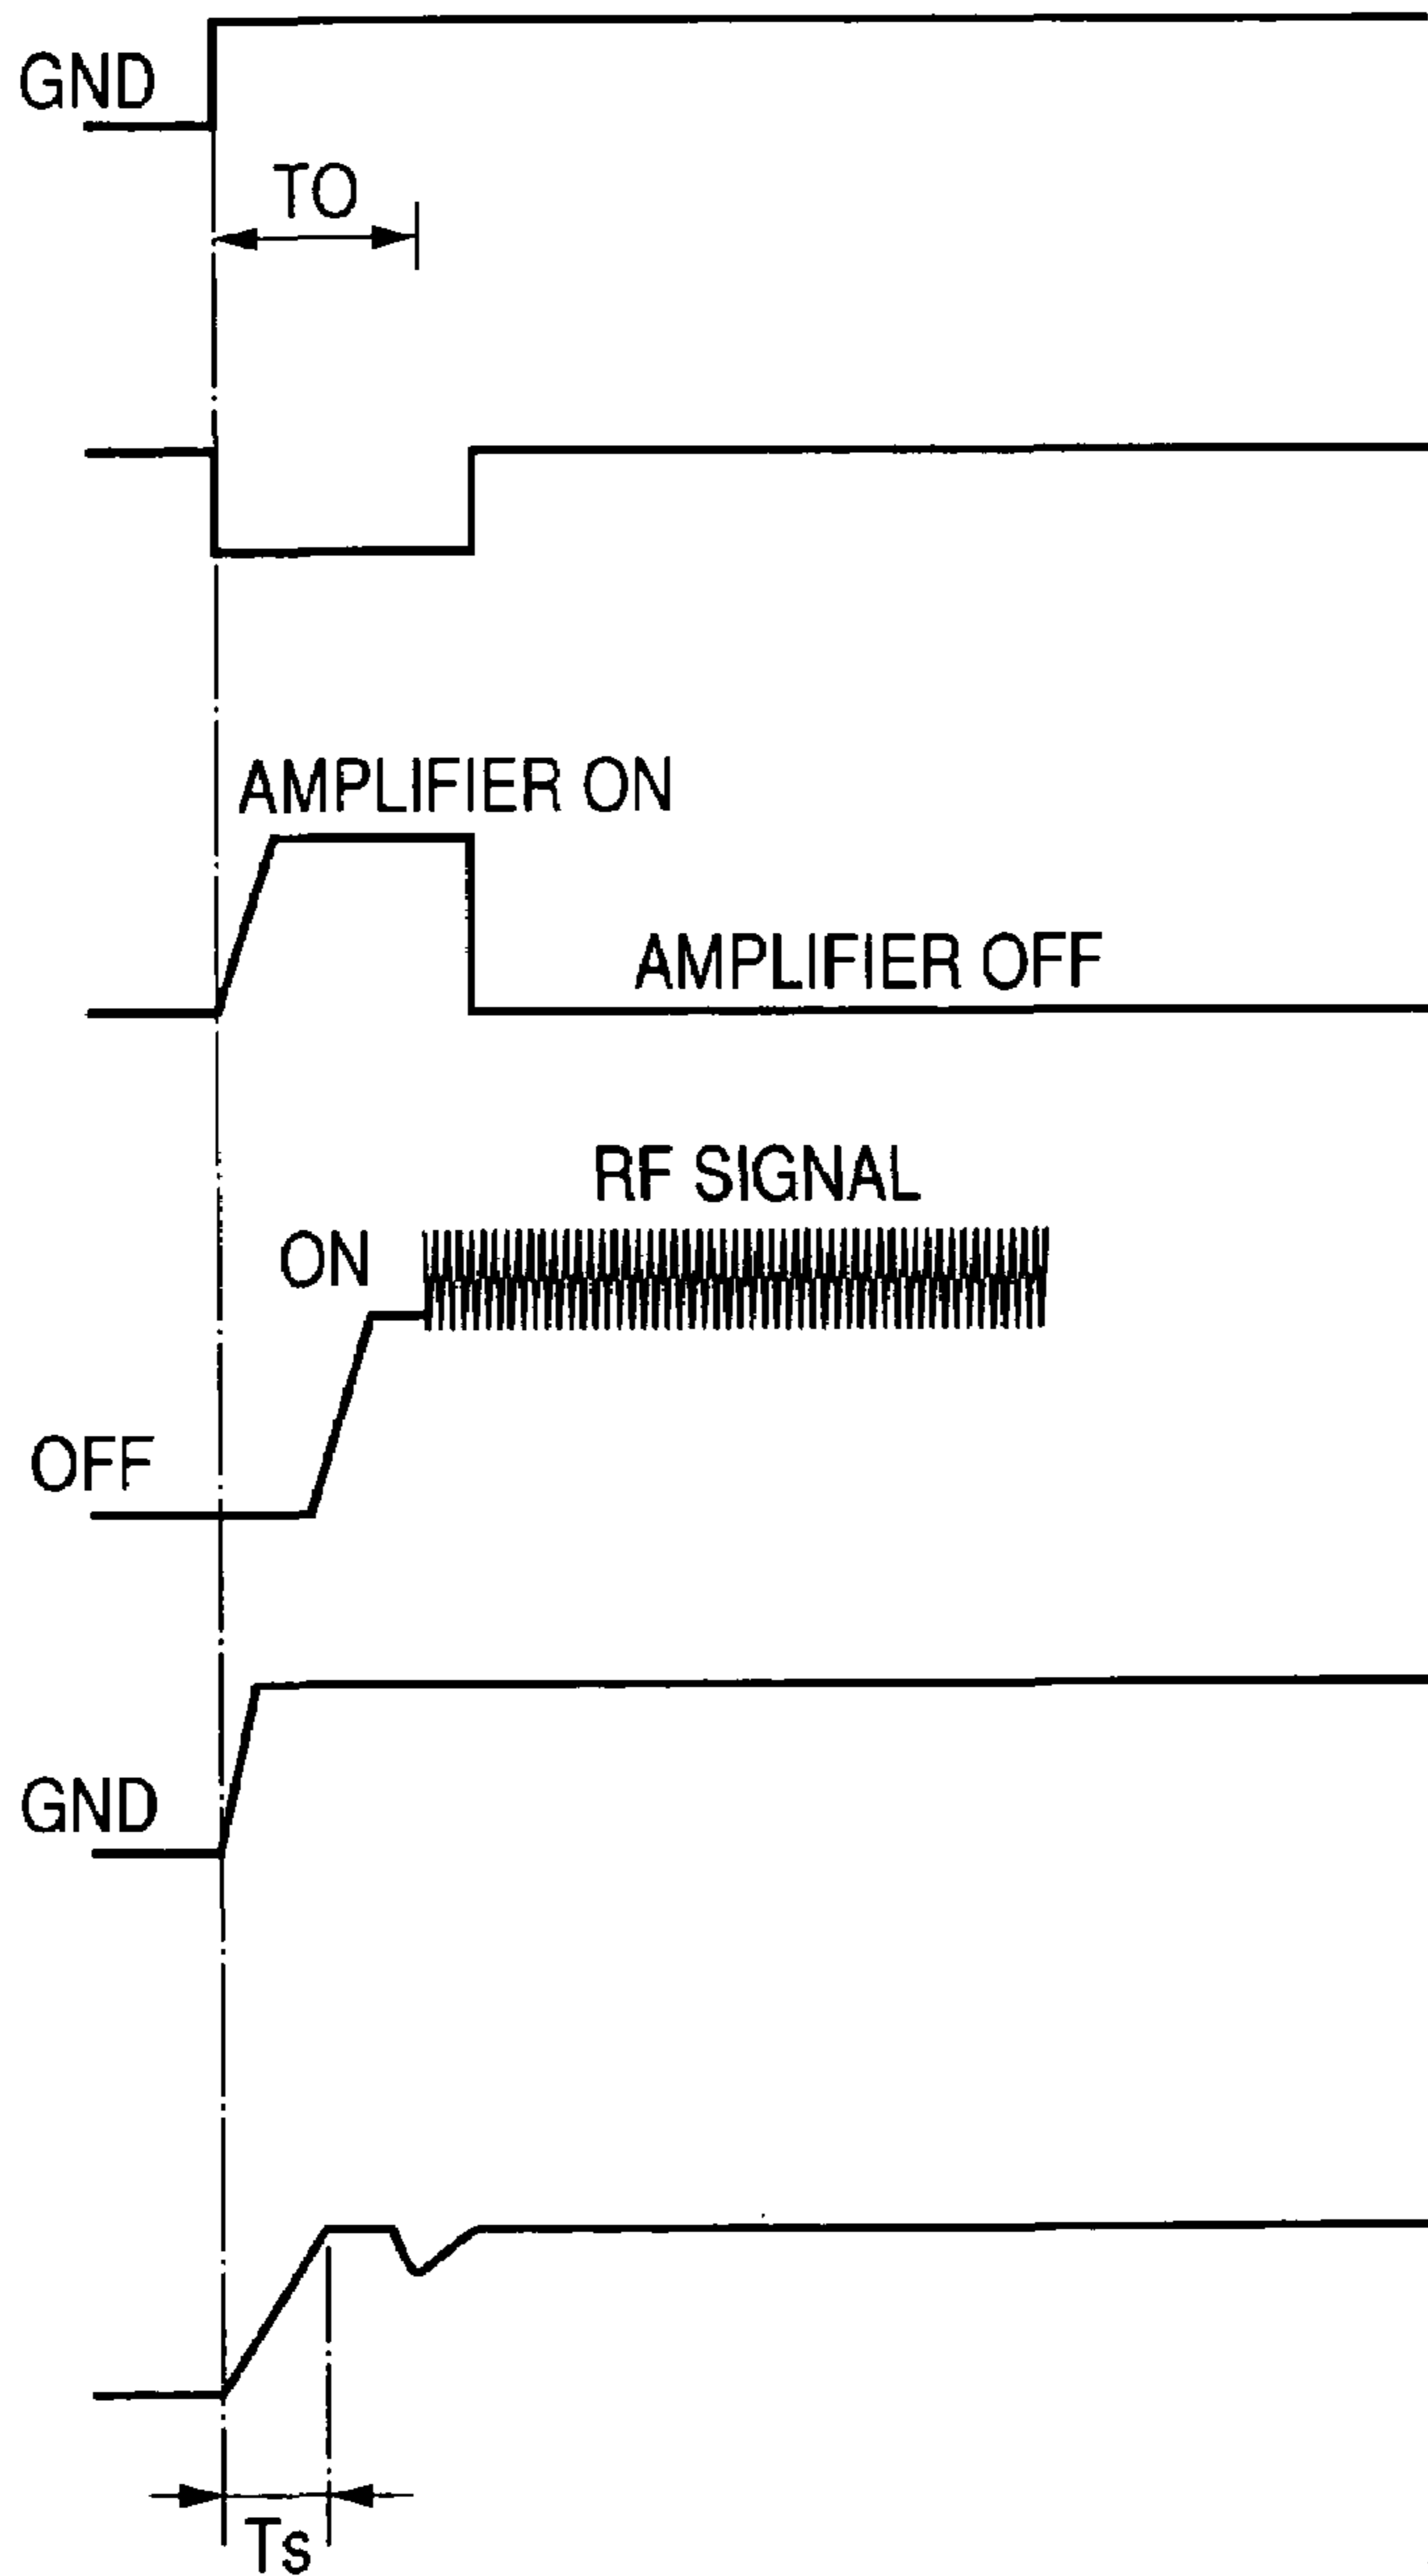 GND
TO
AMPLIFIER ON
AMPLIFIER OFF
RF SIGNAL
ON
OFF
GND
Ts